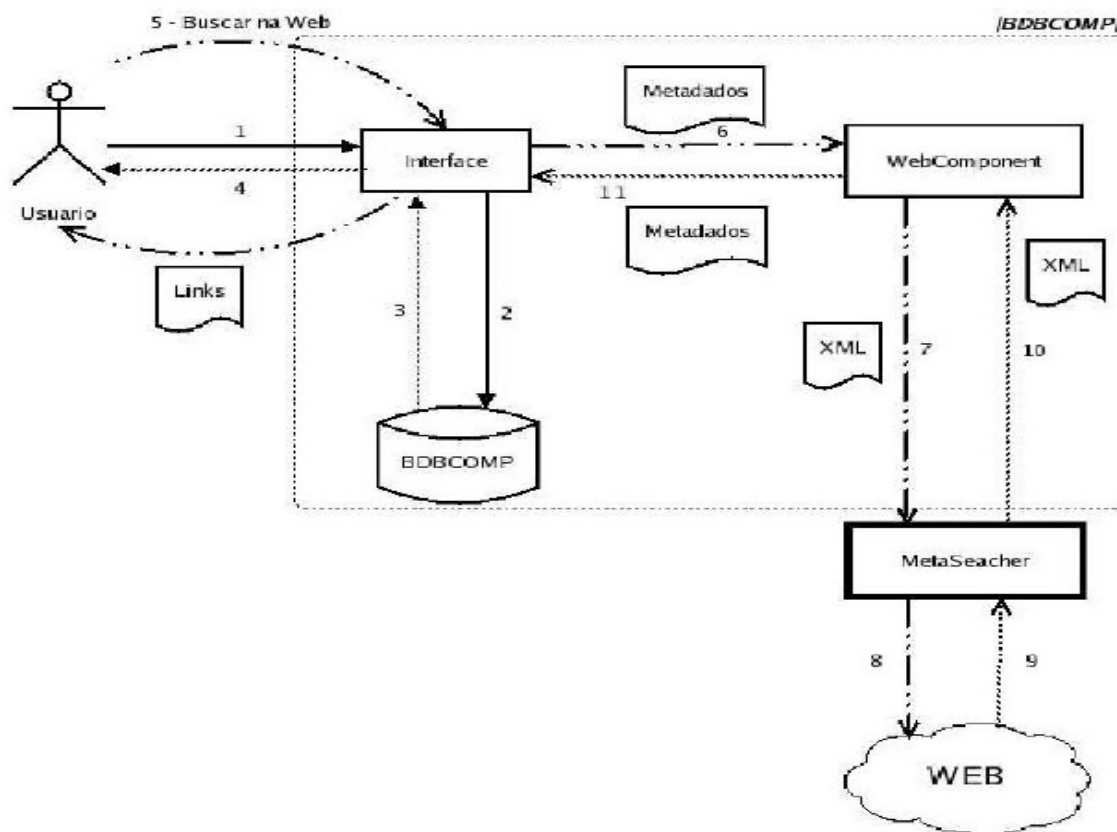 5 - Buscar na Web
|BDBCOMP|
Metadados
1
Interface
6
WebComponent
4
11
Usuario
Metadados
XML
Links
3
2
XML
7
10
BDBCOMP
MetaSeacher
8
9
WEB